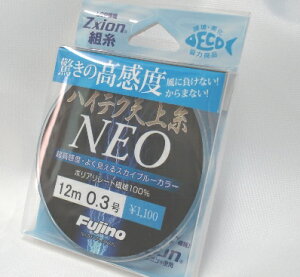 Zxion®
組糸
DECO
驚きの高感度
風に負けない!
からまない!
ハイテク天上糸
NEO
超高感度・よく見えるスカイブルーカラー
ポリアリレート繊維100%
12m 0.3号
¥1,100
Fujino